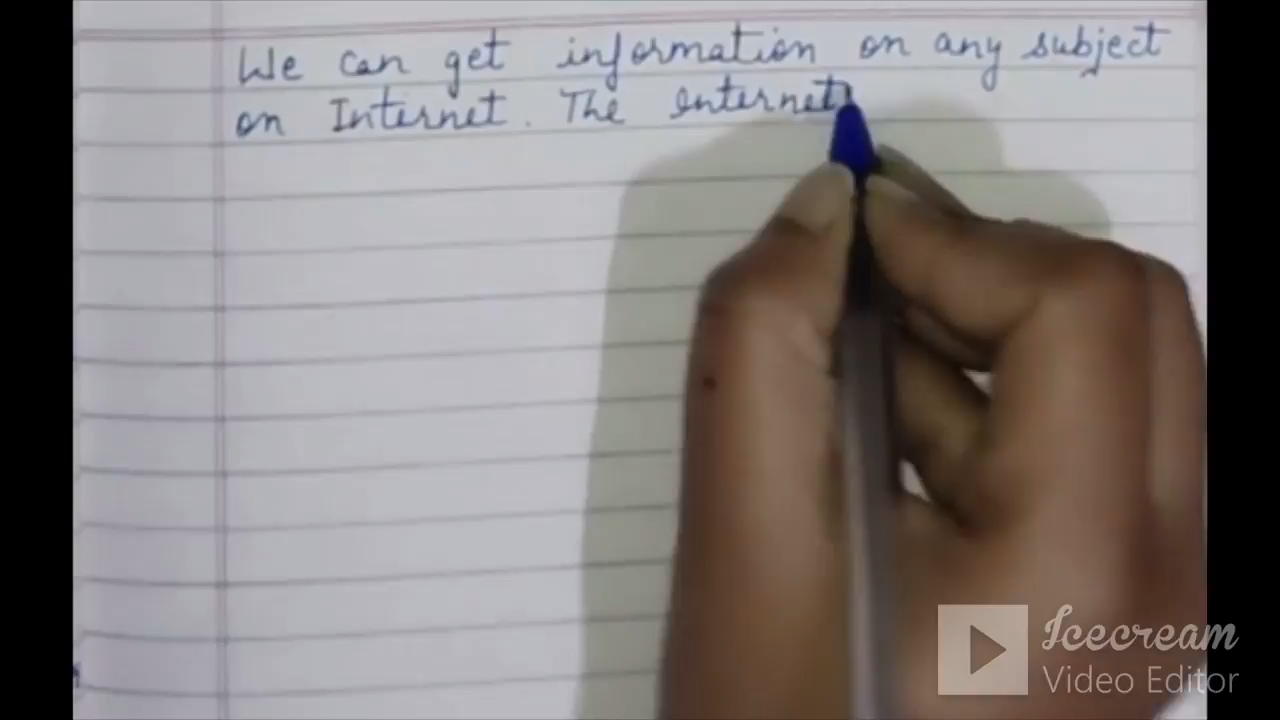 We can get information on any subject
on Internet. The Internet
Icecream
Video Editor